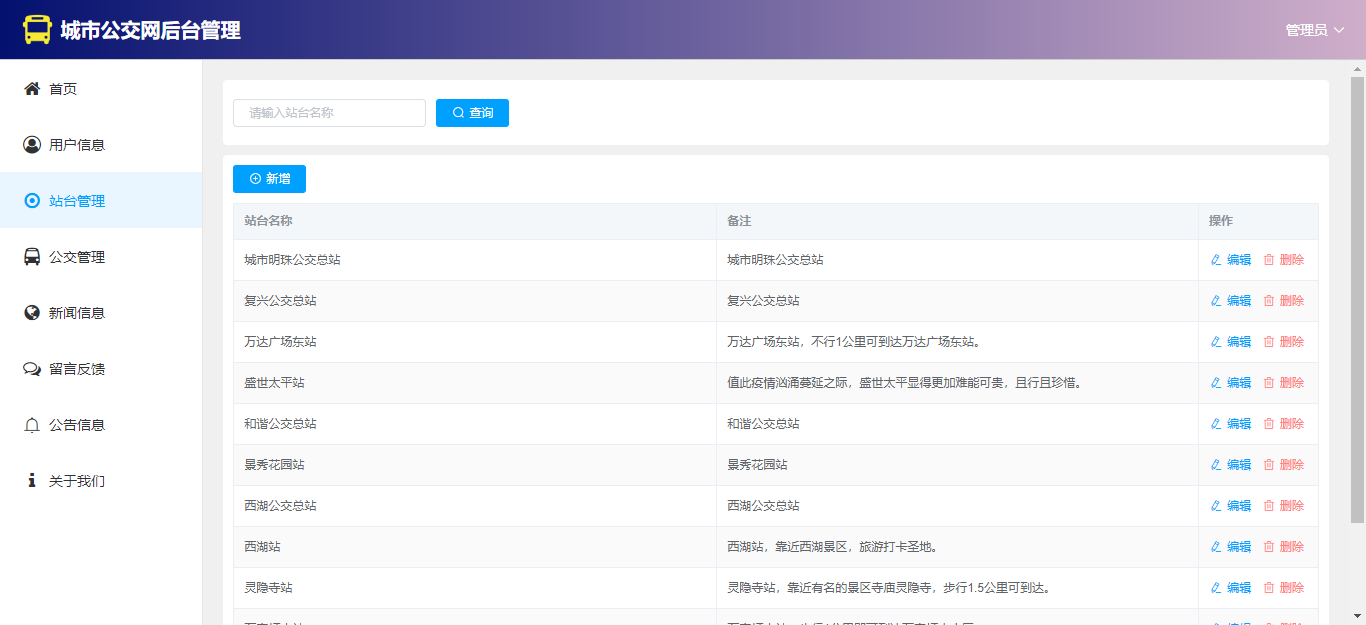 城市公交网后台管理
管理员
首页
用户信息
站台管理
公交管理
新闻信息
留言反馈
公告信息
关于我们
请输入站台名称 查询
新增
站台名称 备注 操作
城市明珠公交总站 城市明珠公交总站 编辑 删除
复兴公交总站 复兴公交总站 编辑 删除
万达广场东站 万达广场东站，不行1公里可到达万达广场东站。 编辑 删除
盛世太平站 值此疫情汹涌蔓延之际，盛世太平显得更加难能可贵，且行且珍惜。 编辑 删除
和谐公交总站 和谐公交总站 编辑 删除
景秀花园站 景秀花园站 编辑 删除
西湖公交总站 西湖公交总站 编辑 删除
西湖站 西湖站，靠近西湖景区，旅游打卡圣地。 编辑 删除
灵隐寺站 灵隐寺站，靠近有名的景区寺庙灵隐寺，步行1.5公里可到达。 编辑 删除